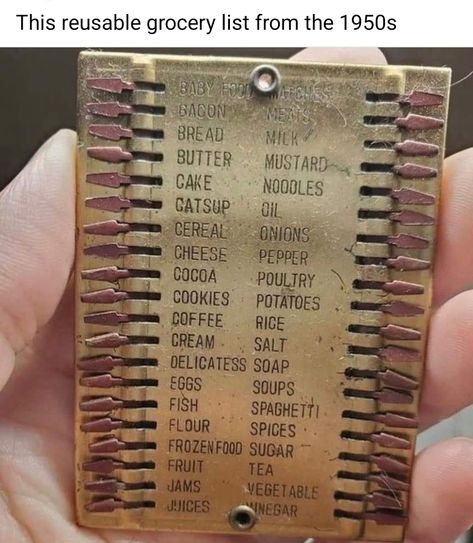 This reusable grocery list from the 1950s
BABY FOOD MATCHES
BACON MEATS
BREAD MILK
BUTTER MUSTARD
CAKE NOODLES
CATSUP OIL
CEREAL ONIONS
CHEESE PEPPER
COCOA POULTRY
COOKIES POTATOES
COFFEE RICE
CREAM SALT
DELICATESS SOAP
EGGS SOUPS
FISH SPAGHETTI
FLOUR SPICES
FROZEN FOOD SUGAR
FRUIT TEA
JAMS VEGETABLE
JUICES VINEGAR